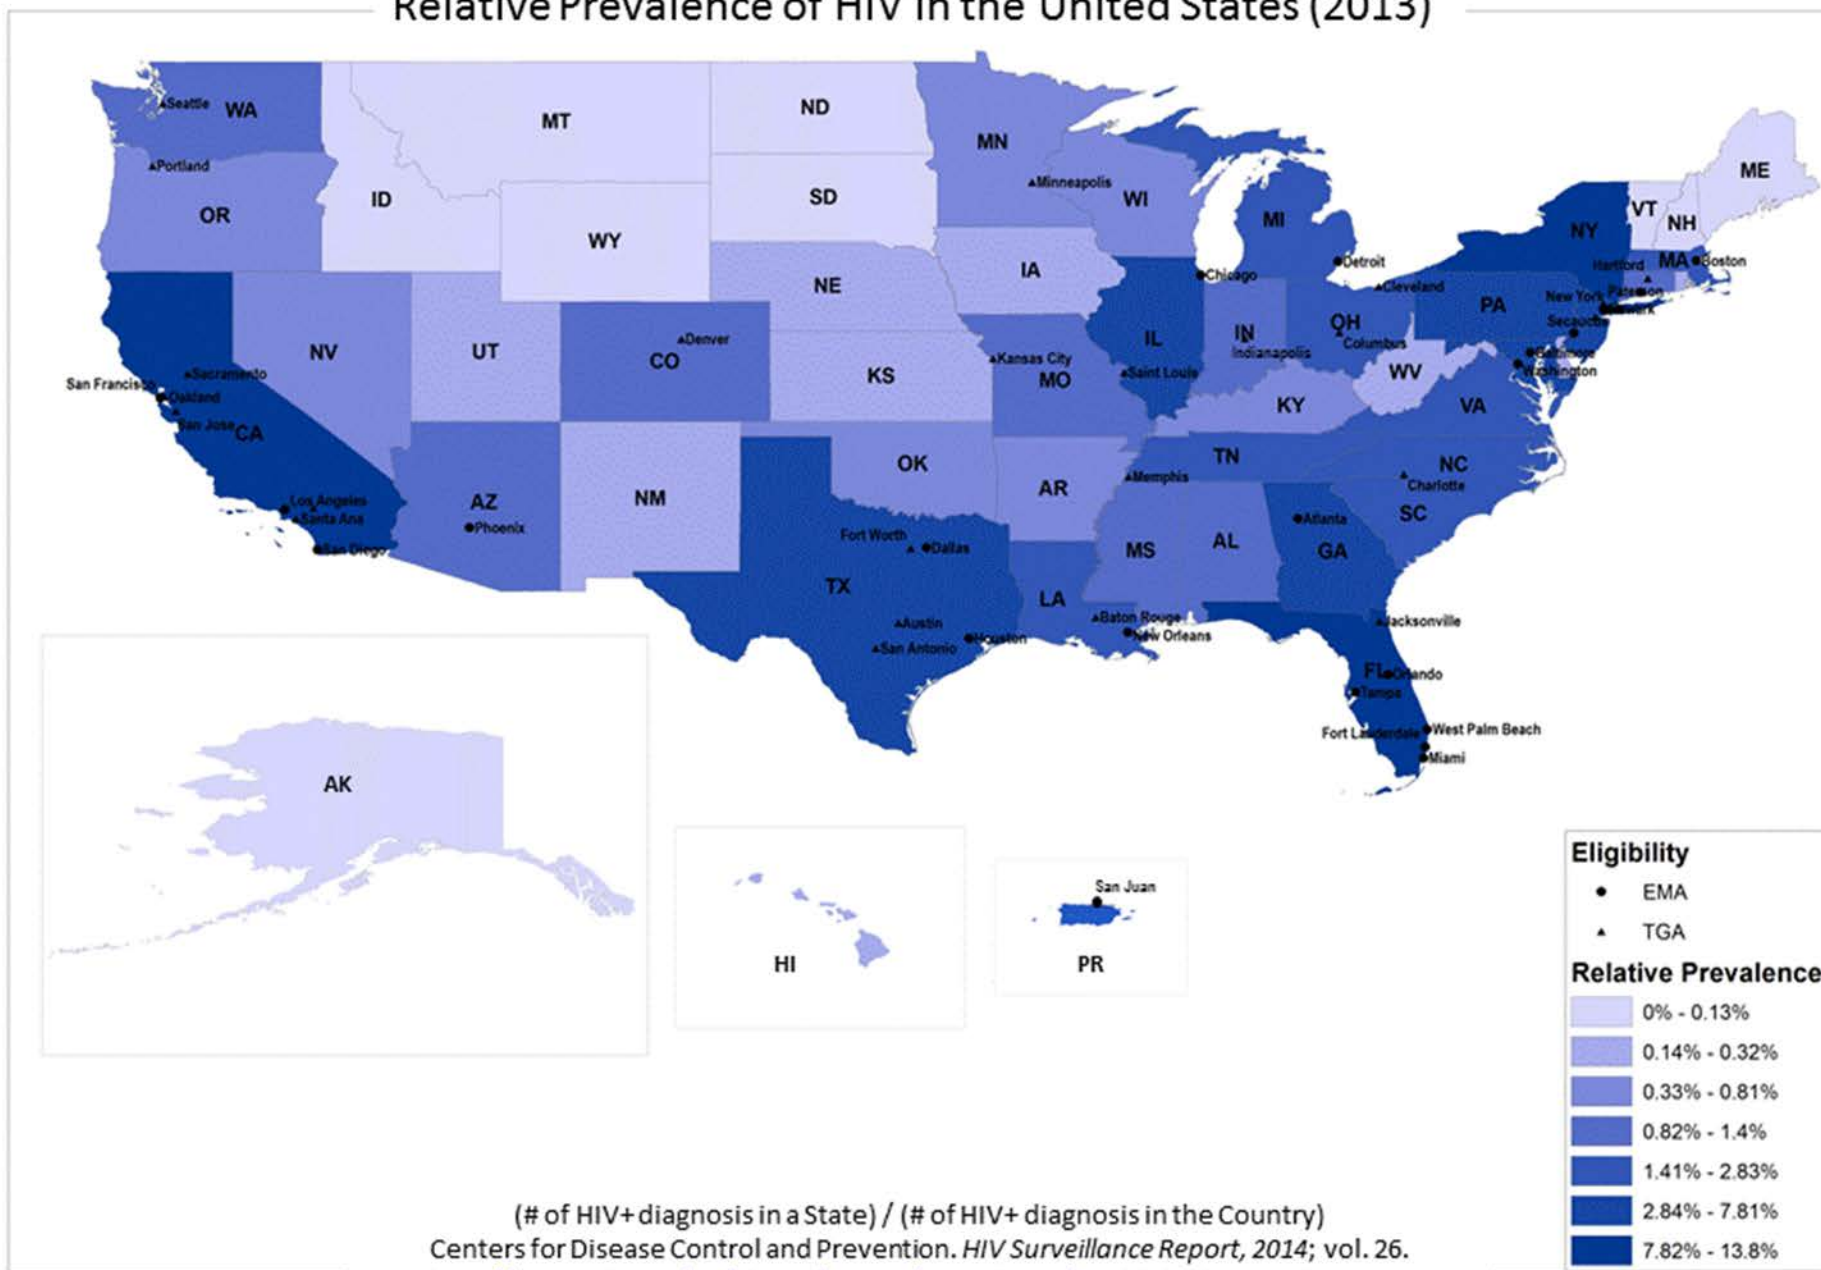 Relative Prevalence of HIV in the United States (2013)
Seattle
WA
Portland
OR
MT
ID
WY
ND
SD
MN
Minneapolis
WI
MI
Detroit
Chicago
NY
VT
NH
ME
MA
Boston
Hartford
Paterson
New York
Secaucus
Baltimore
Washington
Cleveland
PA
NE
IA
IL
IN
Indianapolis
OH
Columbus
WV
VA
KY
NV
UT
CO
Denver
KS
Kansas City
MO
Saint Louis
San Francisco
Sacramento
Oakland
San Jose
CA
Los Angeles
Santa Ana
San Diego
AZ
Phoenix
NM
OK
AR
TN
Memphis
NC
Charlotte
SC
Fort Worth
Dallas
TX
Austin
San Antonio
Houston
LA
Baton Rouge
New Orleans
MS
AL
GA
Atlanta
Jacksonville
FL
Orlando
Tampa
West Palm Beach
Fort Lauderdale
Miami
AK
HI
San Juan
PR
Eligibility
EMA
TGA
Relative Prevalence
0% - 0.13%
0.14% - 0.32%
0.33% - 0.81%
0.82% - 1.4%
1.41% - 2.83%
2.84% - 7.81%
7.82% - 13.8%
(# of HIV+ diagnosis in a State) / (# of HIV+ diagnosis in the Country)
Centers for Disease Control and Prevention. HIV Surveillance Report, 2014; vol. 26.